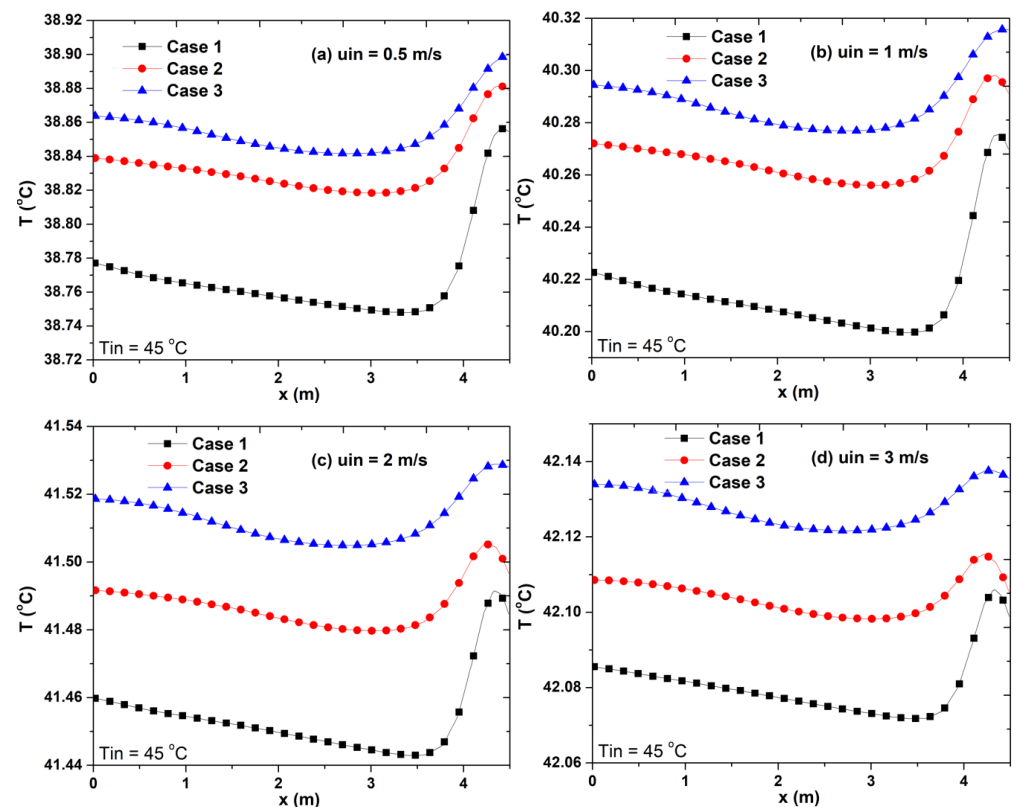 38.92
38.90
38.88
38.86
38.84
38.82
38.80
38.78
38.76
38.74
38.72
T (°C)
Case 1
Case 2
Case 3
(a) uin = 0.5 m/s
Tin = 45 °C
0 1 2 3 4
x (m)
40.32
40.30
40.28
40.26
40.24
40.22
40.20
T (°C)
Case 1
Case 2
Case 3
(b) uin = 1 m/s
Tin = 45 °C
0 1 2 3 4
x (m)
41.54
41.52
41.50
41.48
41.46
41.44
T (°C)
Case 1
Case 2
Case 3
(c) uin = 2 m/s
Tin = 45 °C
0 1 2 3 4
x (m)
42.14
42.12
42.10
42.08
42.06
T (°C)
Case 1
Case 2
Case 3
(d) uin = 3 m/s
Tin = 45 °C
0 1 2 3 4
x (m)